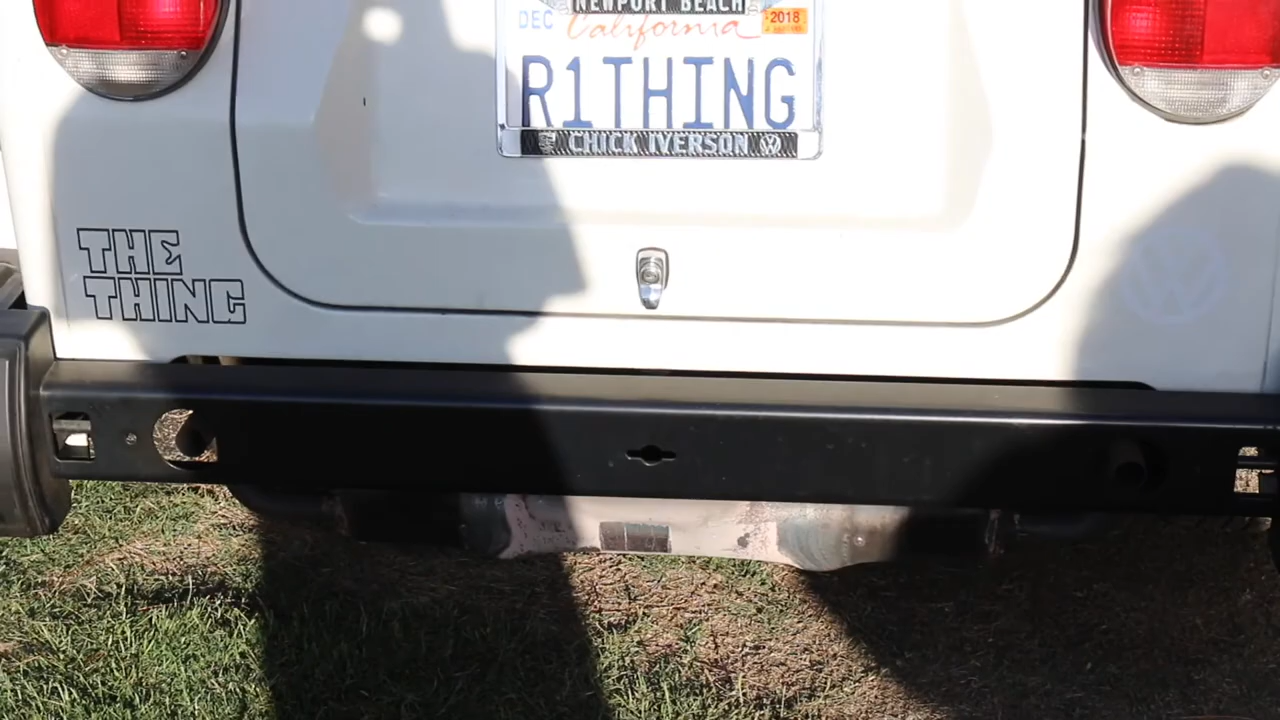 NEWPORT BEACH
DEC California 2018
R1THING
CHICK IVERSON
THE
THING